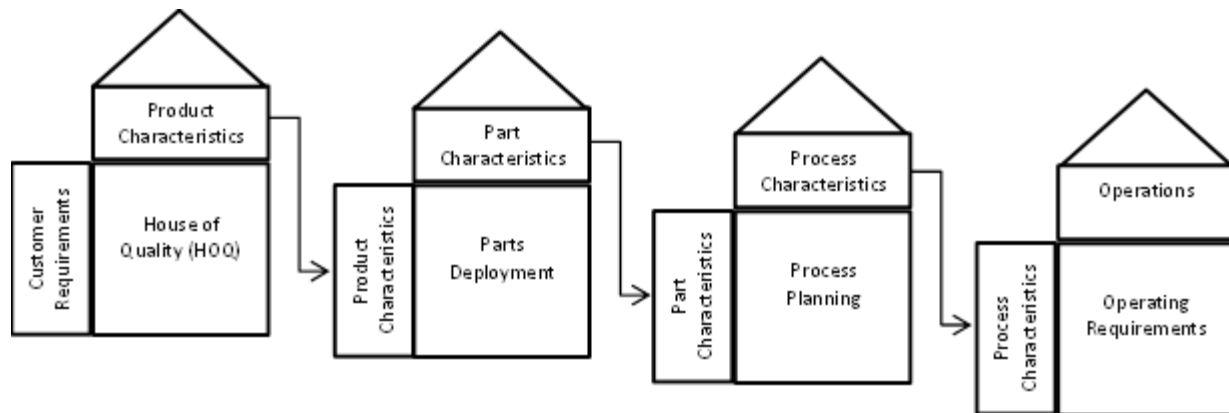 Product
Characteristics
Customer
Requirements
House of
Quality (HOQ)
Part
Characteristics
Product
Characteristics
Parts
Deployment
Process
Characteristics
Part
Characteristics
Process
Planning
Operations
Process
Characteristics
Operating
Requirements